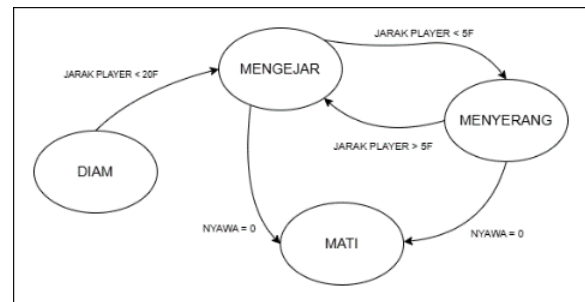 JARAK PLAYER < 5F
MENGEJAR
JARAK PLAYER < 20F
MENYERANG
JARAK PLAYER > 5F
DIAM
NYAWA = 0
NYAWA = 0
MATI